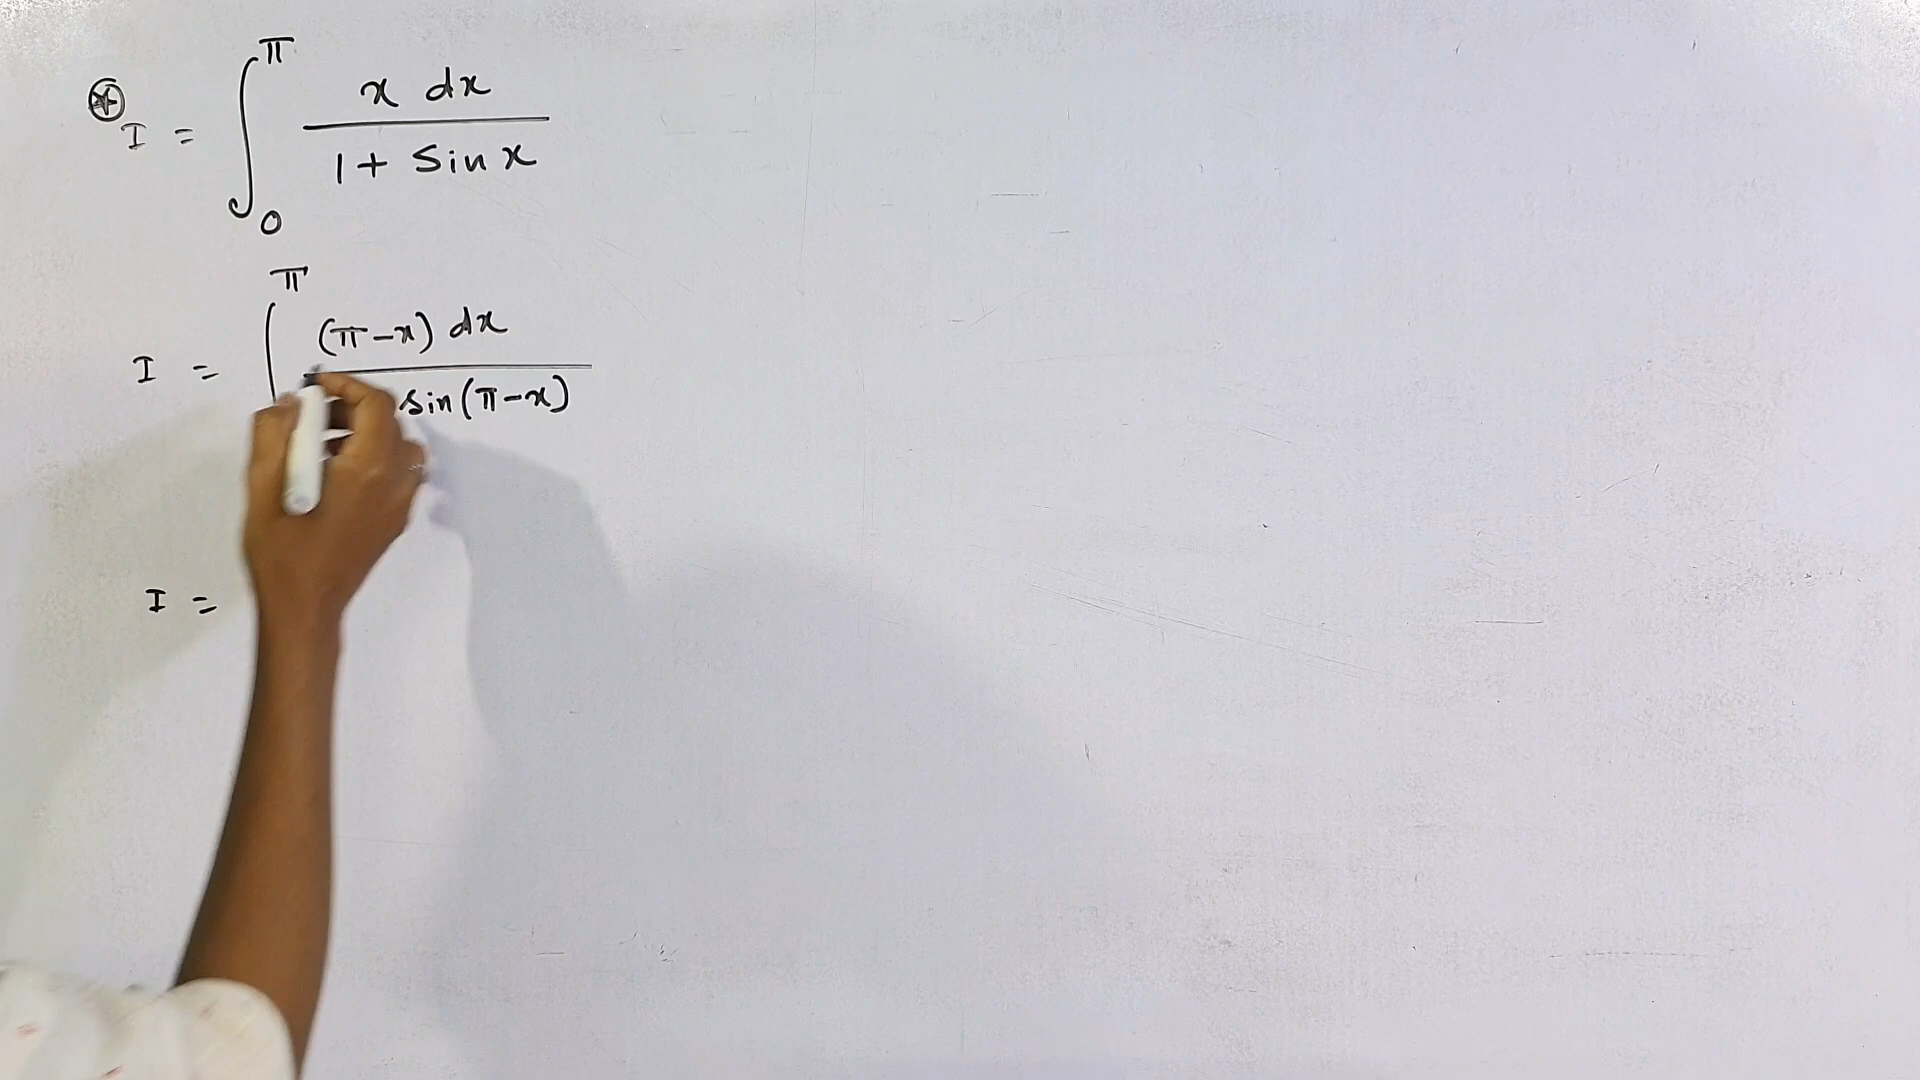 ⊛ I = ∫₀^π x dx / 1 + Sin x
I = ∫^π (π-x) dx / sin(π-x)
I =